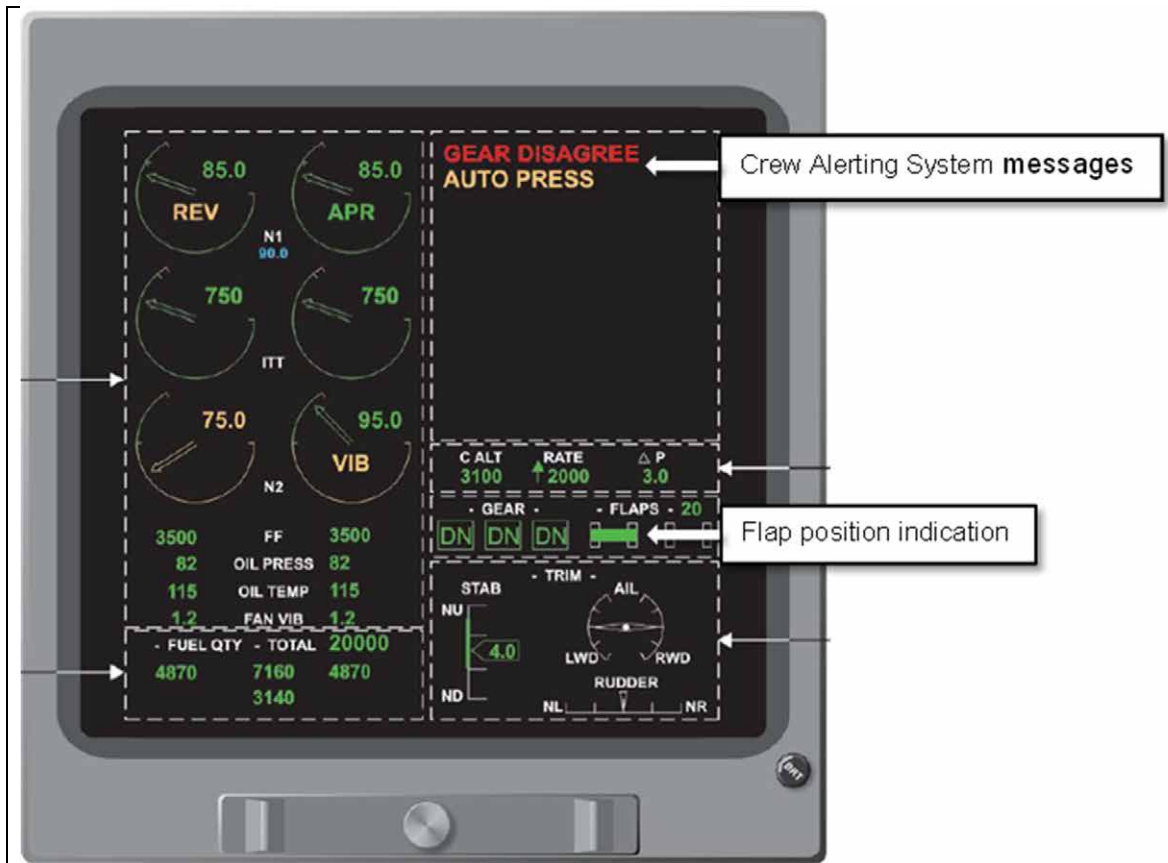 85.0 85.0
REV APR
N1
90.0
750 750
ITT
75.0 95.0
VIB
N2
3500 FF 3500
82 OIL PRESS 82
115 OIL TEMP 115
1.2 FAN VIB 1.2
- FUEL QTY - TOTAL 20000
4870 7160 4870
3140
GEAR DISAGREE
AUTO PRESS
Crew Alerting System messages
C ALT RATE △ P
3100 2000 3.0
- GEAR - - FLAPS - 20
DN DN DN
Flap position indication
- TRIM -
STAB AIL
NU
4.0
LWD RWD
ND
RUDDER
NL NR
BRT